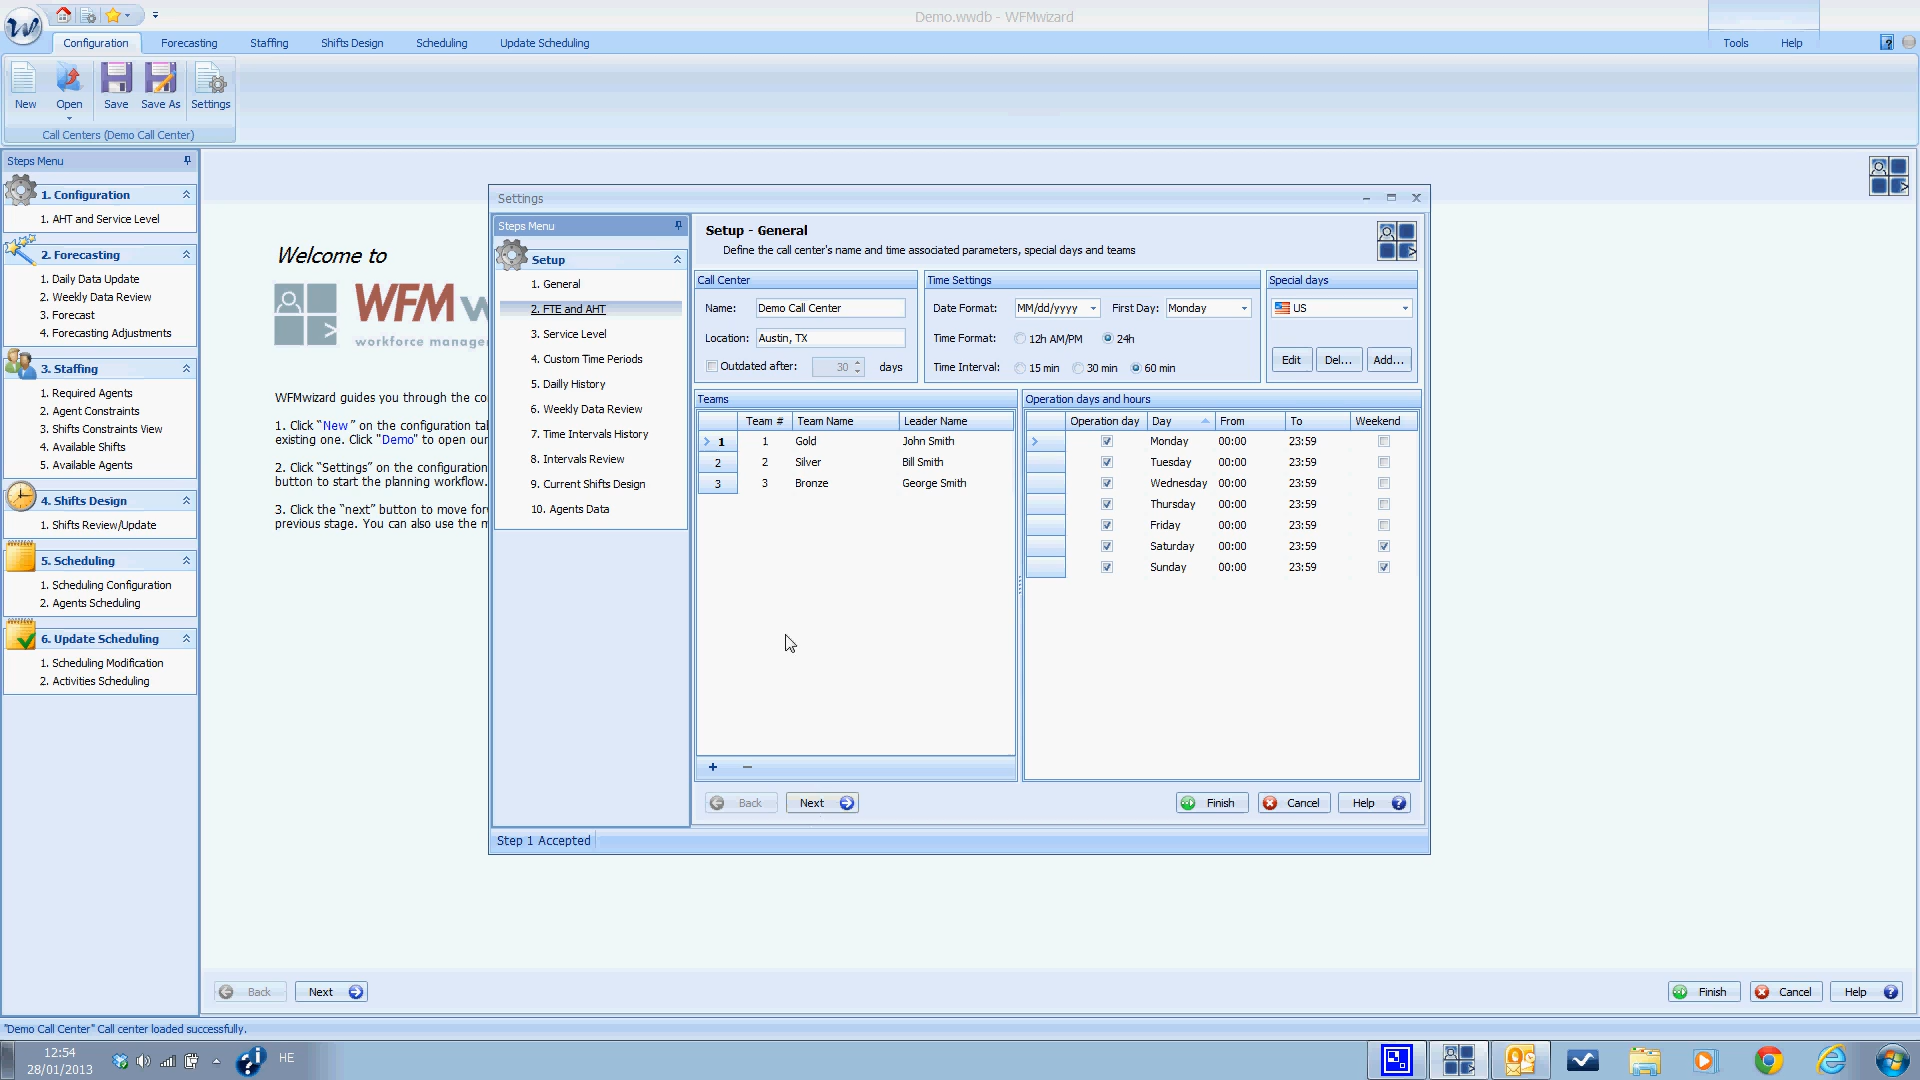 Demo.wwdb - WFMwizard
Configuration
Forecasting
Staffing
Shifts Design
Scheduling
Update Scheduling
Tools
Help
New
Open
Save
Save As
Settings
Call Centers (Demo Call Center)
Steps Menu
1. Configuration
1. AHT and Service Level
2. Forecasting
1. Daily Data Update
2. Weekly Data Review
3. Forecast
4. Forecasting Adjustments
3. Staffing
1. Required Agents
2. Agent Constraints
3. Shifts Constraints View
4. Available Shifts
5. Available Agents
4. Shifts Design
1. Shifts Review/Update
5. Scheduling
1. Scheduling Configuration
2. Agents Scheduling
6. Update Scheduling
1. Scheduling Modification
2. Activities Scheduling
Welcome to
WFM
workforce manage
WFMwizard guides you through the co
1. Click "New" on the configuration ta
existing one. Click "Demo" to open our
2. Click "Settings" on the configuration
button to start the planning workflow.
3. Click the "next" button to move for
previous stage. You can also use the m
Settings
Steps Menu
Setup
1. General
2. FTE and AHT
3. Service Level
4. Custom Time Periods
5. Dailly History
6. Weekly Data Review
7. Time Intervals History
8. Intervals Review
9. Current Shifts Design
10. Agents Data
Setup - General
Define the call center's name and time associated parameters, special days and teams
Call Center
Name: Demo Call Center
Location: Austin, TX
Outdated after: 30 days
Time Settings
Date Format: MM/dd/yyyy First Day: Monday
Time Format: 12h AM/PM 24h
Time Interval: 15 min 30 min 60 min
Special days
US
Edit Del... Add...
Teams
Team # Team Name Leader Name
1 1 Gold John Smith
2 2 Silver Bill Smith
3 3 Bronze George Smith
Operation days and hours
Operation day Day From To Weekend
Monday 00:00 23:59
Tuesday 00:00 23:59
Wednesday 00:00 23:59
Thursday 00:00 23:59
Friday 00:00 23:59
Saturday 00:00 23:59
Sunday 00:00 23:59
+ −
Back Next Finish Cancel Help
Step 1 Accepted
Back Next Finish Cancel Help
"Demo Call Center" Call center loaded successfully.
12:54
28/01/2013
HE